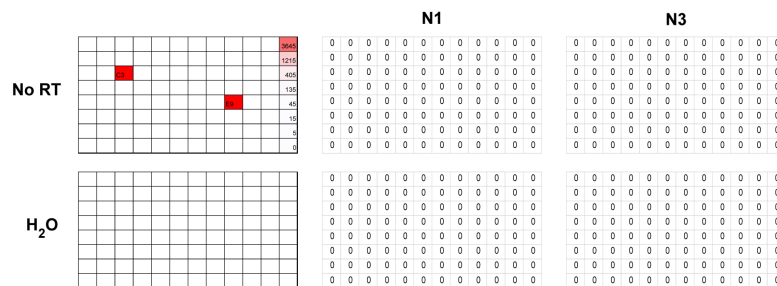 N1 N3
3645 0 0 0 0 0 0 0 0 0 0 0 0 0 0 0 0 0 0 0 0 0 0 0 0
1215 0 0 0 0 0 0 0 0 0 0 0 0 0 0 0 0 0 0 0 0 0 0 0 0
C3 405 0 0 0 0 0 0 0 0 0 0 0 0 0 0 0 0 0 0 0 0 0 0 0 0
No RT 135 0 0 0 0 0 0 0 0 0 0 0 0 0 0 0 0 0 0 0 0 0 0 0 0
E9 45 0 0 0 0 0 0 0 0 0 0 0 0 0 0 0 0 0 0 0 0 0 0 0 0
15 0 0 0 0 0 0 0 0 0 0 0 0 0 0 0 0 0 0 0 0 0 0 0 0
5 0 0 0 0 0 0 0 0 0 0 0 0 0 0 0 0 0 0 0 0 0 0 0 0
0 0 0 0 0 0 0 0 0 0 0 0 0 0 0 0 0 0 0 0 0 0 0 0 0
0 0 0 0 0 0 0 0 0 0 0 0 0 0 0 0 0 0 0 0 0 0 0 0
0 0 0 0 0 0 0 0 0 0 0 0 0 0 0 0 0 0 0 0 0 0 0 0
0 0 0 0 0 0 0 0 0 0 0 0 0 0 0 0 0 0 0 0 0 0 0 0
H2O 0 0 0 0 0 0 0 0 0 0 0 0 0 0 0 0 0 0 0 0 0 0 0 0
0 0 0 0 0 0 0 0 0 0 0 0 0 0 0 0 0 0 0 0 0 0 0 0
0 0 0 0 0 0 0 0 0 0 0 0 0 0 0 0 0 0 0 0 0 0 0 0
0 0 0 0 0 0 0 0 0 0 0 0 0 0 0 0 0 0 0 0 0 0 0 0
0 0 0 0 0 0 0 0 0 0 0 0 0 0 0 0 0 0 0 0 0 0 0 0